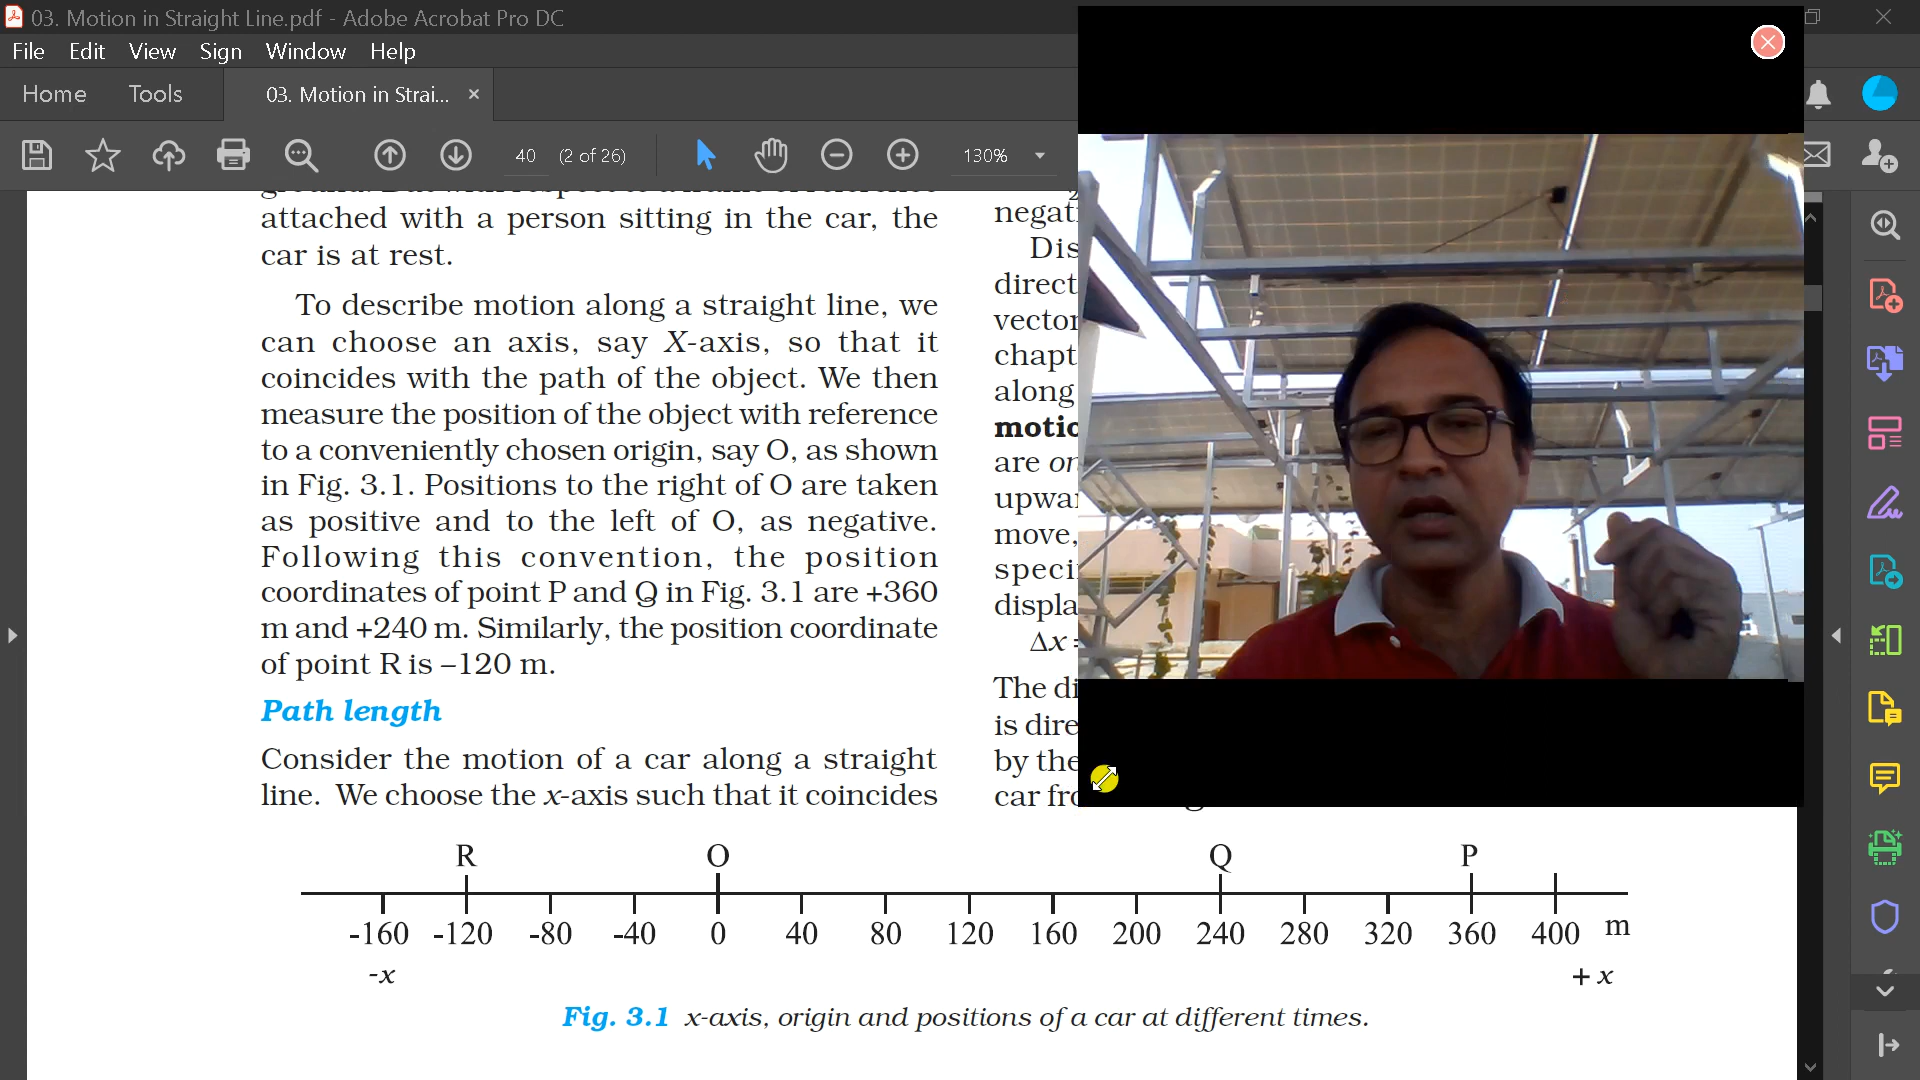 03. Motion in Straight Line.pdf - Adobe Acrobat Pro DC
File Edit View Sign Window Help
Home Tools 03. Motion in Strai... ×
40 (2 of 26) 130%
attached with a person sitting in the car, the
car is at rest.
To describe motion along a straight line, we
can choose an axis, say X-axis, so that it
coincides with the path of the object. We then
measure the position of the object with reference
to a conveniently chosen origin, say O, as shown
in Fig. 3.1. Positions to the right of O are taken
as positive and to the left of O, as negative.
Following this convention, the position
coordinates of point P and Q in Fig. 3.1 are +360
m and +240 m. Similarly, the position coordinate
of point R is –120 m.
Path length
Consider the motion of a car along a straight
line. We choose the x-axis such that it coincides
negati
Dis
direct
vector
chapt
along
motio
are on
upwar
move,
speci
displa
Δx =
The di
is dire
by the
car fro
R O Q P
-160 -120 -80 -40 0 40 80 120 160 200 240 280 320 360 400 m
-x + x
Fig. 3.1 x-axis, origin and positions of a car at different times.